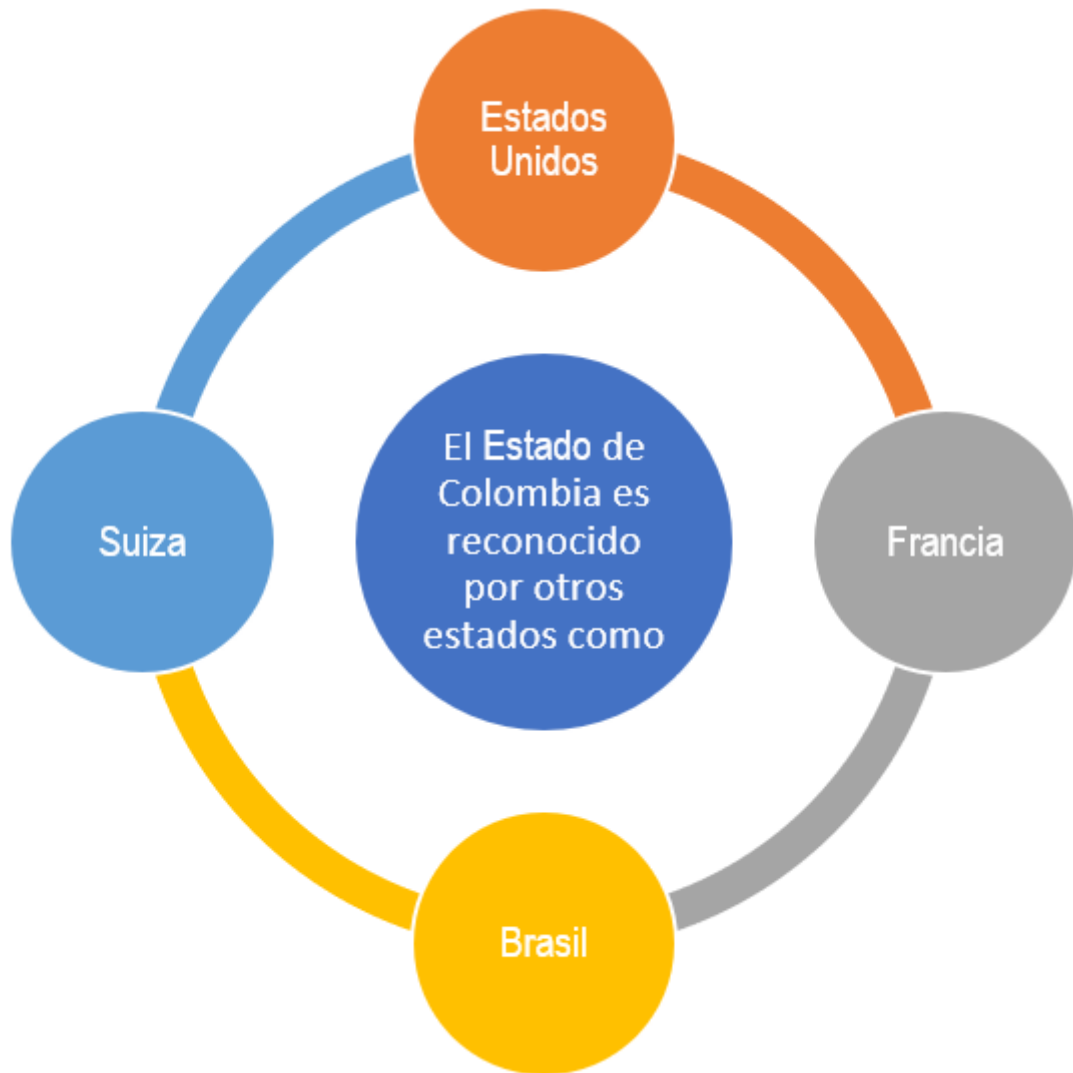 Estados
Unidos
El Estado de
Colombia es
reconocido
por otros
estados como
Suiza
Francia
Brasil